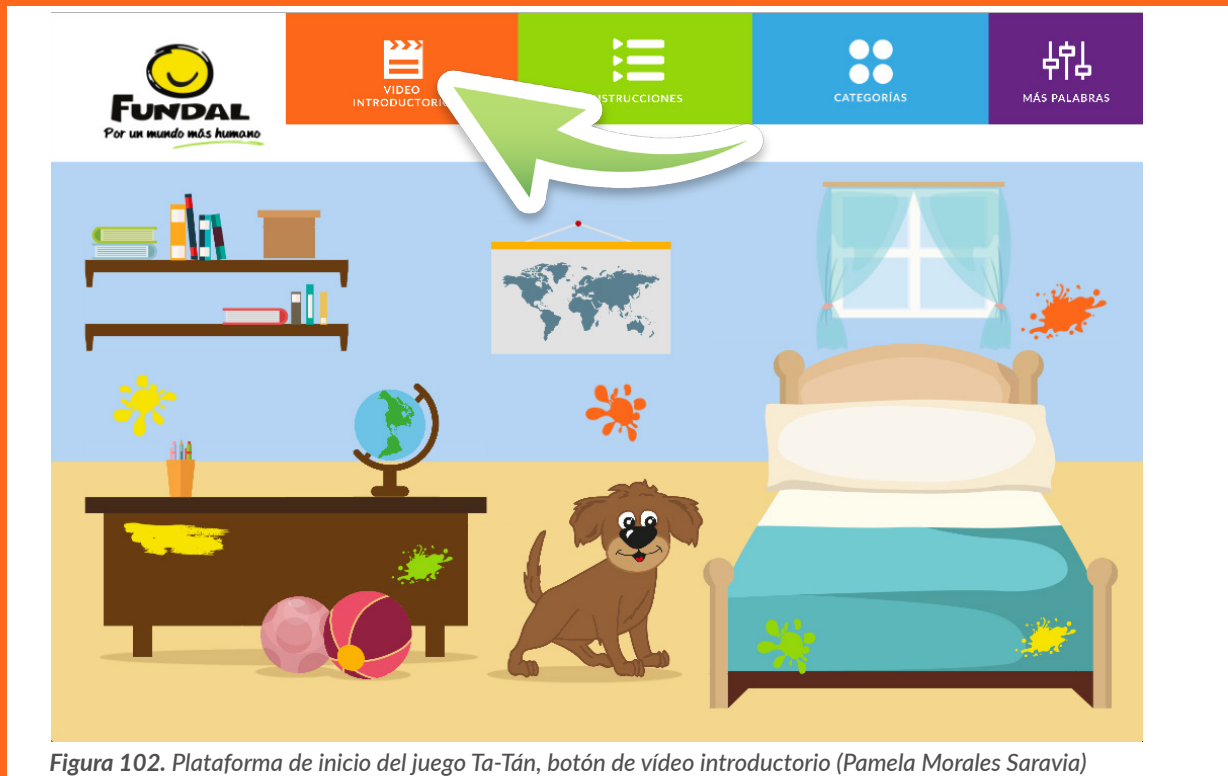 FUNDAL
Por un mundo más humano
VIDEO
INTRODUCTORIO
INSTRUCCIONES
CATEGORÍAS
MÁS PALABRAS
Figura 102. Plataforma de inicio del juego Ta-Tán, botón de vídeo introductorio (Pamela Morales Saravia)